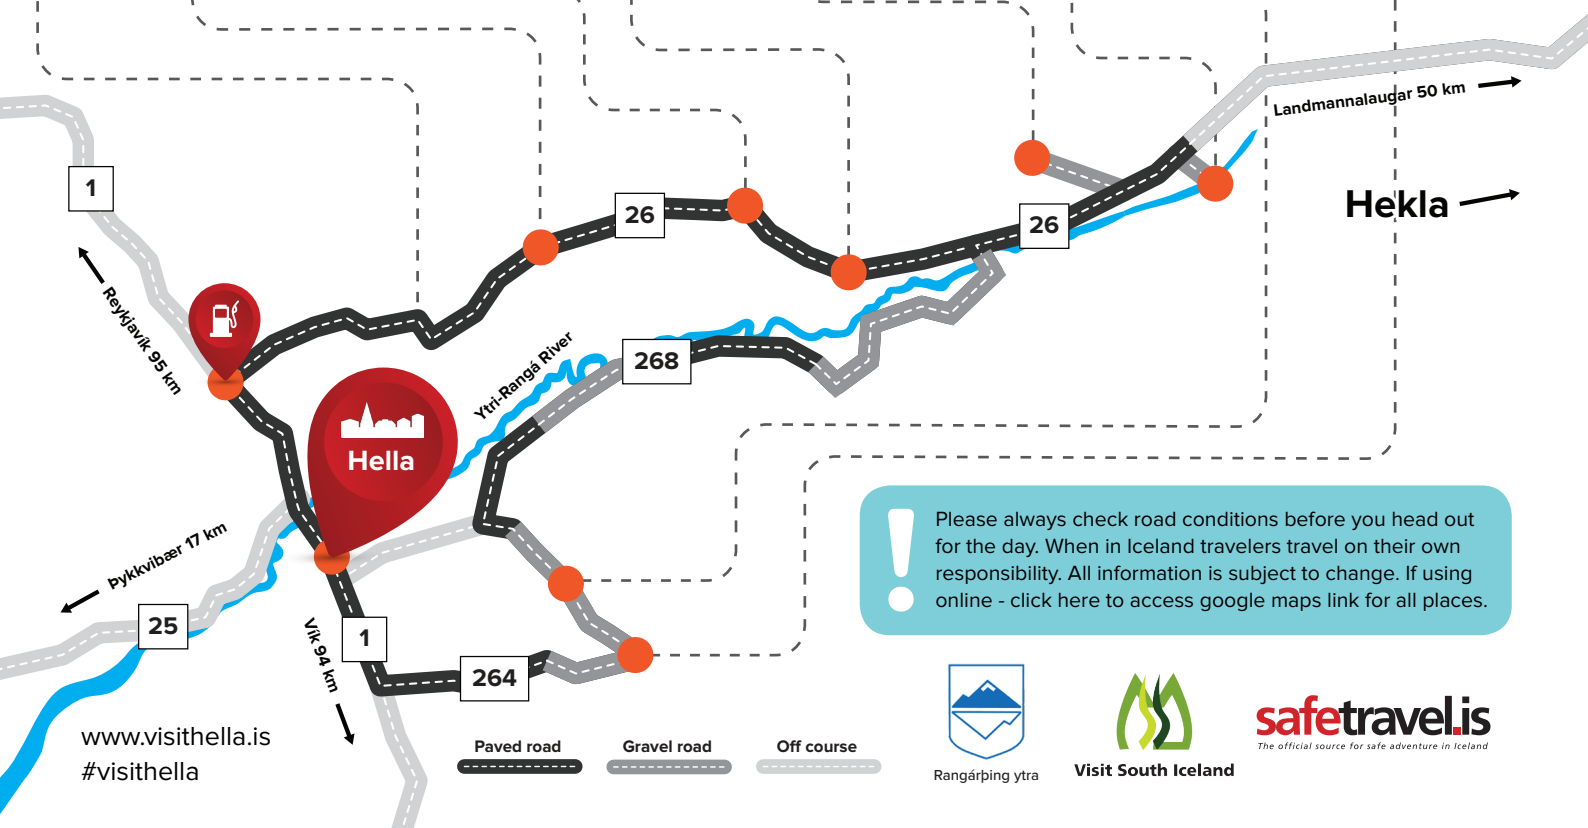 Landmannalaugar 50 km
1
26
26
Hekla
Reykjavík 95 km
Ytri-Rangá River
268
Hella
Þykkvibær 17 km
25
Vík 94 km
1
264
Please always check road conditions before you head out
for the day. When in Iceland travelers travel on their own
responsibility. All information is subject to change. If using
online - click here to access google maps link for all places.
www.visithella.is
#visithella
Paved road
Gravel road
Off course
Rangárþing ytra
Visit South Iceland
safetravel.is
The official source for safe adventure in Iceland